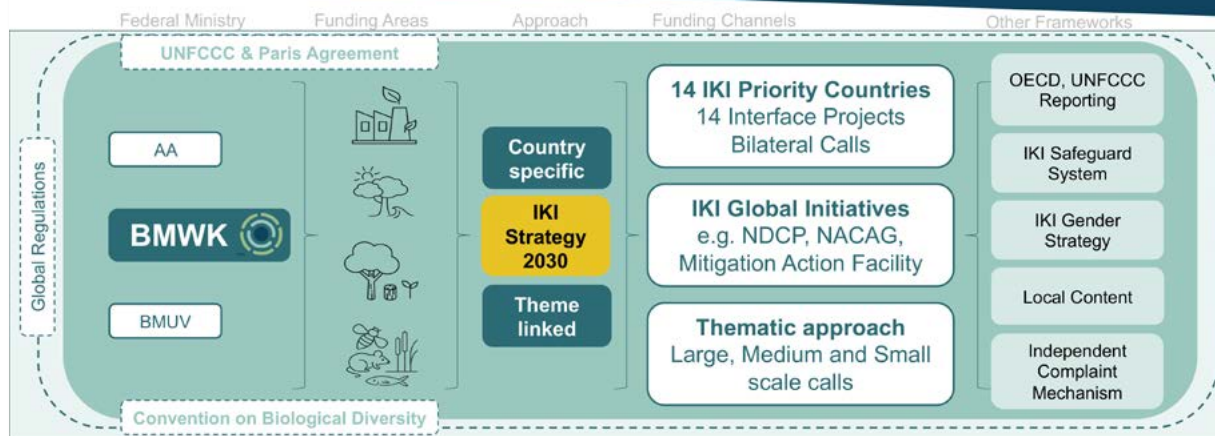 Federal Ministry
Funding Areas
Approach
Funding Channels
Other Frameworks
UNFCCC & Paris Agreement
Global Regulations
AA
BMWK
BMUV
Country
specific
IKI
Strategy
2030
Theme
linked
14 IKI Priority Countries
14 Interface Projects
Bilateral Calls
IKI Global Initiatives
e.g. NDCP, NACAG,
Mitigation Action Facility
Thematic approach
Large, Medium and Small
scale calls
OECD, UNFCCC
Reporting
IKI Safeguard
System
IKI Gender
Strategy
Local Content
Independent
Complaint
Mechanism
Convention on Biological Diversity